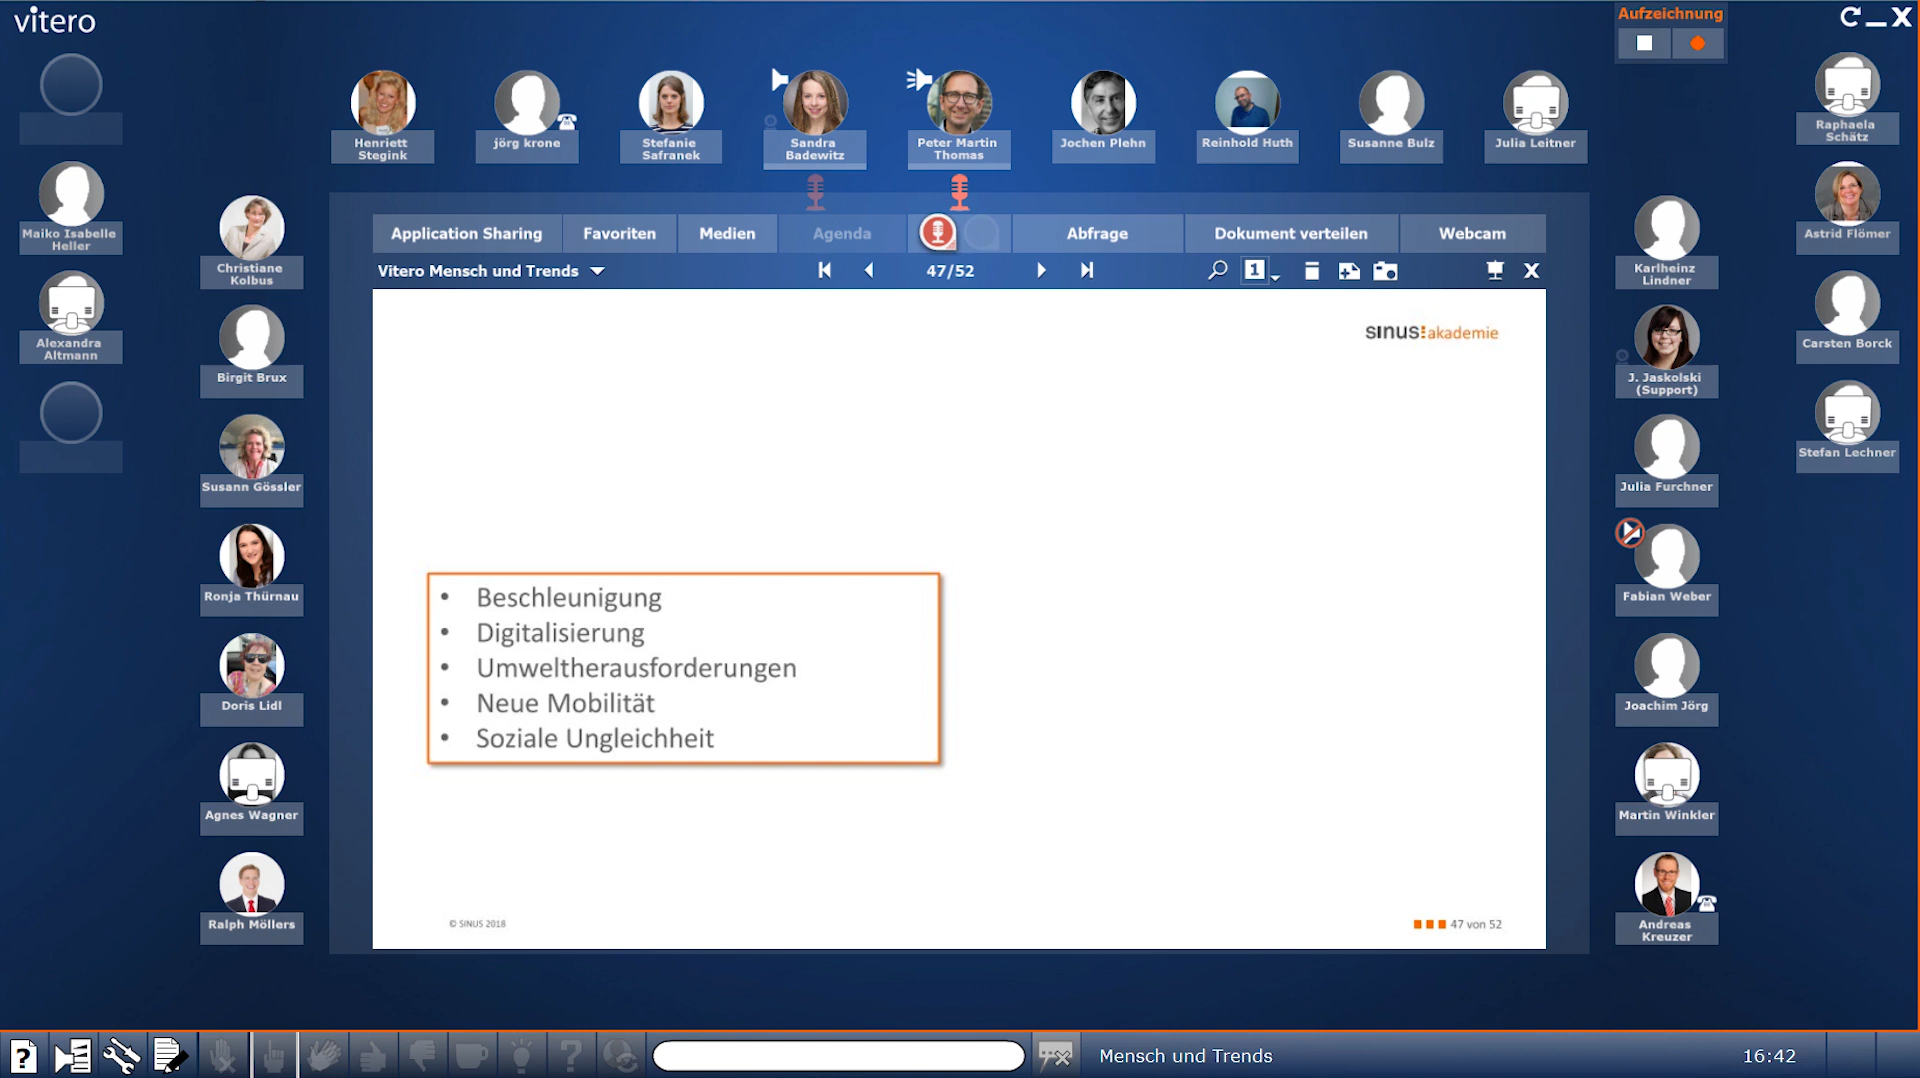 vitero
Aufzeichnung
Henriett
Stegink
jörg krone
Stefanie
Safranek
Sandra
Badewitz
Peter Martin
Thomas
Jochen Plehn
Reinhold Huth
Susanne Bulz
Julia Leitner
Raphaela
Schätz
Maiko Isabelle
Heller
Astrid Flömer
Alexandra
Altmann
Carsten Borck
Stefan Lechner
Christiane
Kolbus
Birgit Brux
Susann Gössler
Ronja Thürnau
Doris Lidl
Agnes Wagner
Ralph Möllers
Application Sharing
Favoriten
Medien
Agenda
Abfrage
Dokument verteilen
Webcam
Vitero Mensch und Trends
47/52
1
sinus:akademie
• Beschleunigung
• Digitalisierung
• Umweltherausforderungen
• Neue Mobilität
• Soziale Ungleichheit
© SINUS 2018
47 von 52
Karlheinz
Lindner
J. Jaskolski
(Support)
Julia Furchner
Fabian Weber
Joachim Jörg
Martin Winkler
Andreas
Kreuzer
Mensch und Trends
16:42